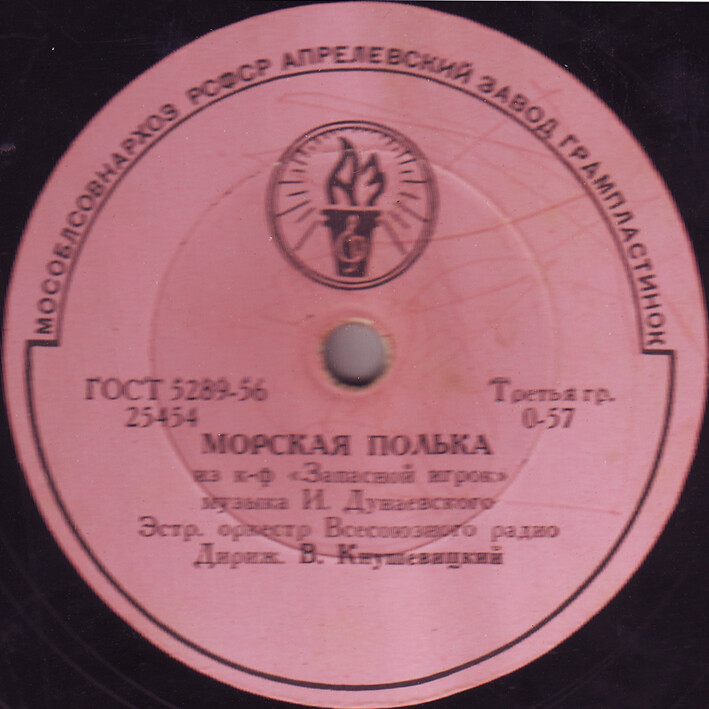 МОСОБЛСОВНАРХОЗ РСФСР АПРЕЛЕВСКИЙ ЗАВОД ГРАМПЛАСТИНОК
АЗ
ГОСТ 5289-56 Третья гр.
25454 0-57
МОРСКАЯ ПОЛЬКА
из к-ф «Запасной игрок»
музыка И. Дунаевского
Эстр. оркестр Всесоюзного радио
Дириж. В. Кнушевицкий